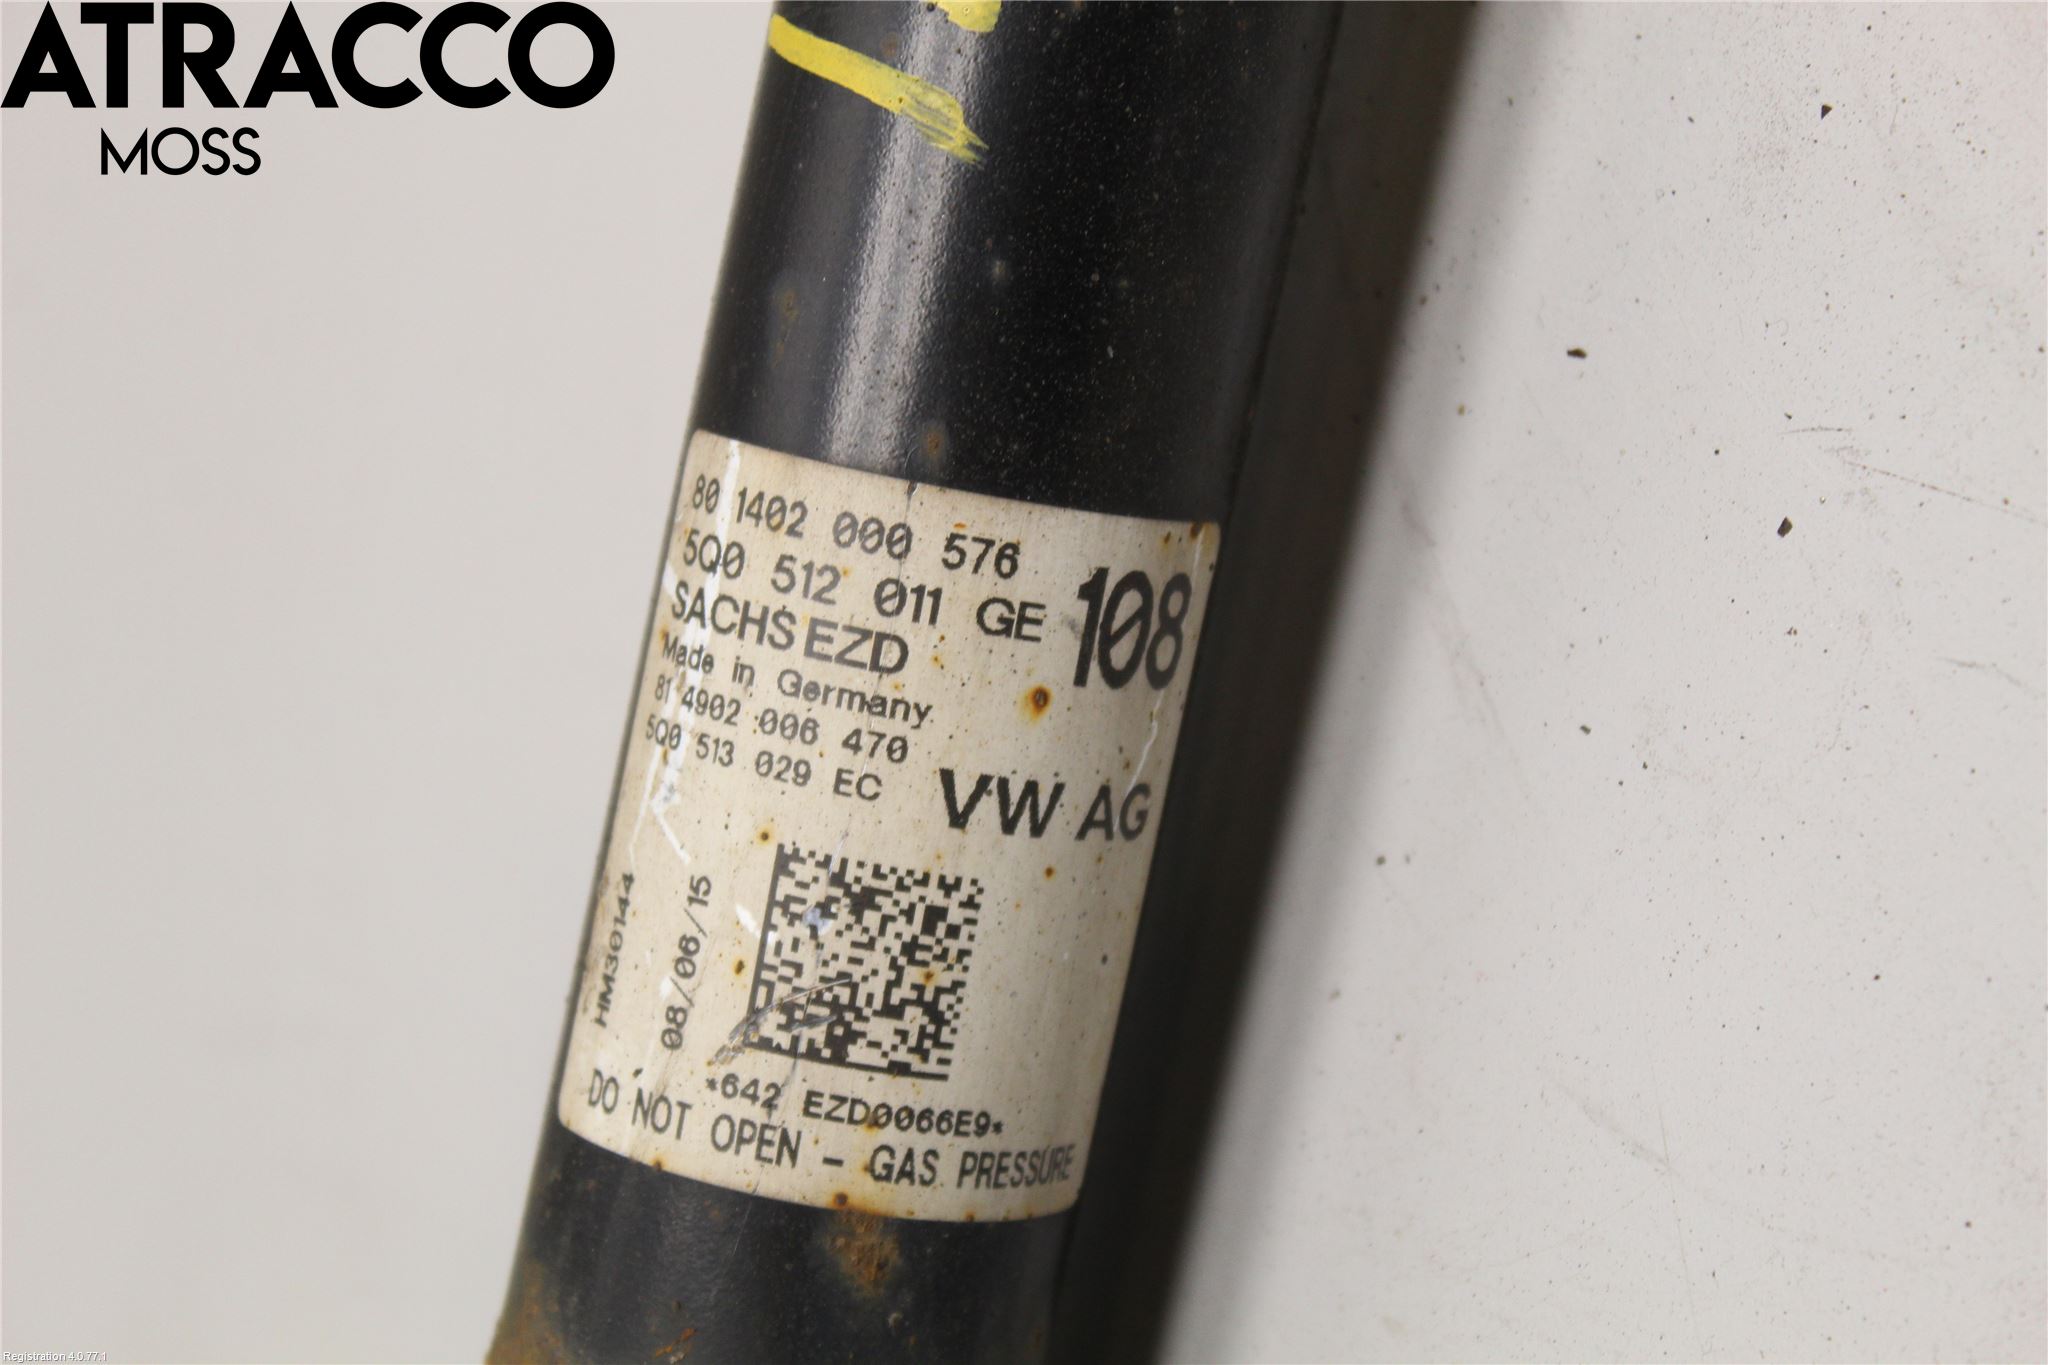 ATRACCO
MOSS
80 1402 000 576
5Q0 512 011 GE
108
SACHS EZD
Made in Germany
81 4902 006 470
5Q0 513 029 EC
VW AG
HM30144
08/06/15
*642 EZD0066E9*
DO NOT OPEN - GAS PRESSURE
Registration 4.0.77.1